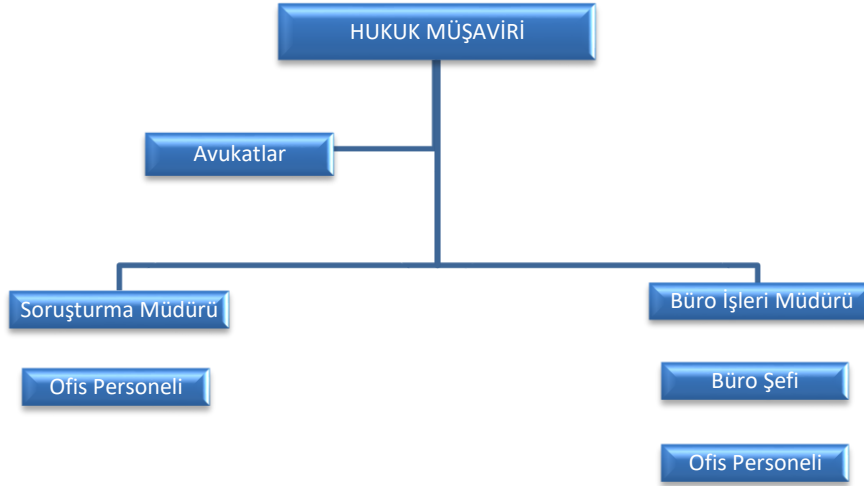 HUKUK MÜŞAVİRİ
Avukatlar
Soruşturma Müdürü
Büro İşleri Müdürü
Ofis Personeli
Büro Şefi
Ofis Personeli